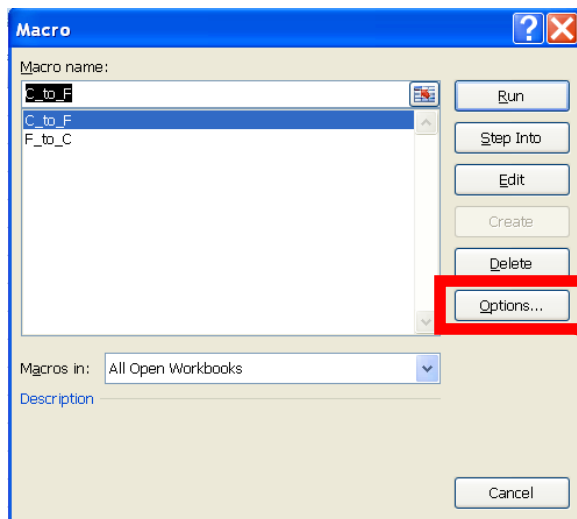 Macro
Macro name:
C_to_F
Run
C_to_F
F_to_C
Step Into
Edit
Create
Delete
Options...
Macros in: All Open Workbooks
Description
Cancel